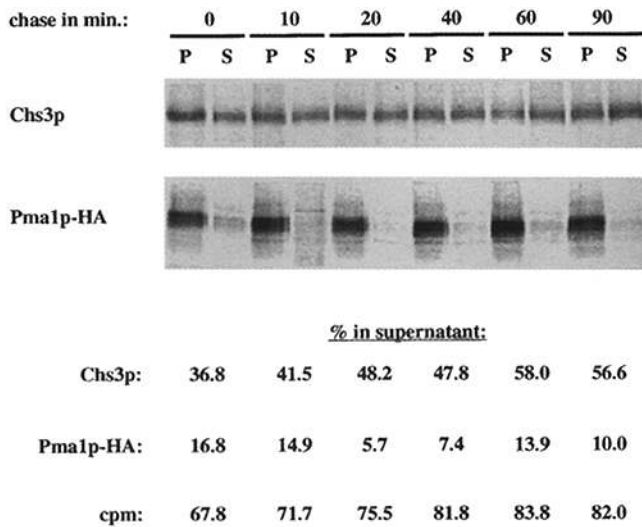 chase in min.: 0 10 20 40 60 90
P S P S P S P S P S P S
Chs3p
Pma1p-HA
% in supernatant:
Chs3p: 36.8 41.5 48.2 47.8 58.0 56.6
Pma1p-HA: 16.8 14.9 5.7 7.4 13.9 10.0
cpm: 67.8 71.7 75.5 81.8 83.8 82.0